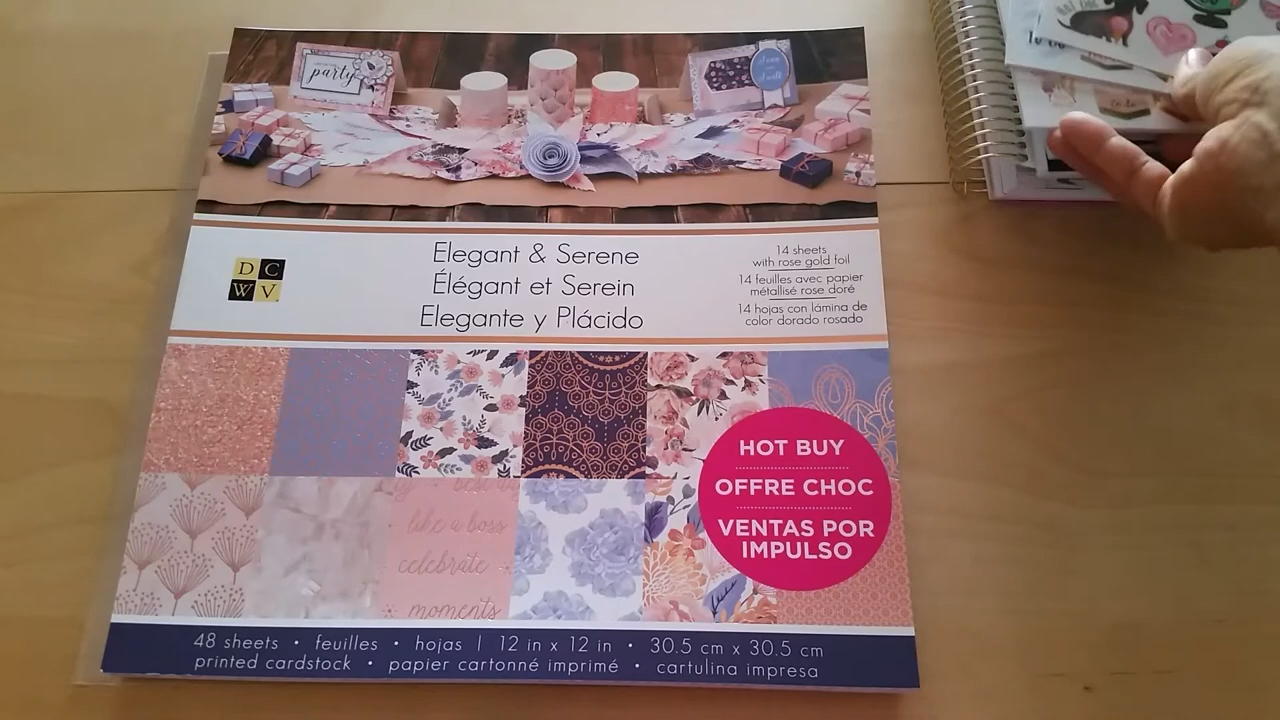 party
Elegant & Serene
Élégant et Serein
Elegante y Plácido
D C
W V
14 sheets
with rose gold foil
14 feuilles avec papier
métallisé rose doré
14 hojas con lámina de
color dorado rosado
HOT BUY
OFFRE CHOC
VENTAS POR
IMPULSO
like a boss
celebrate
moments
48 sheets • feuilles • hojas | 12 in x 12 in • 30.5 cm x 30.5 cm
printed cardstock • papier cartonné imprimé • cartulina impresa